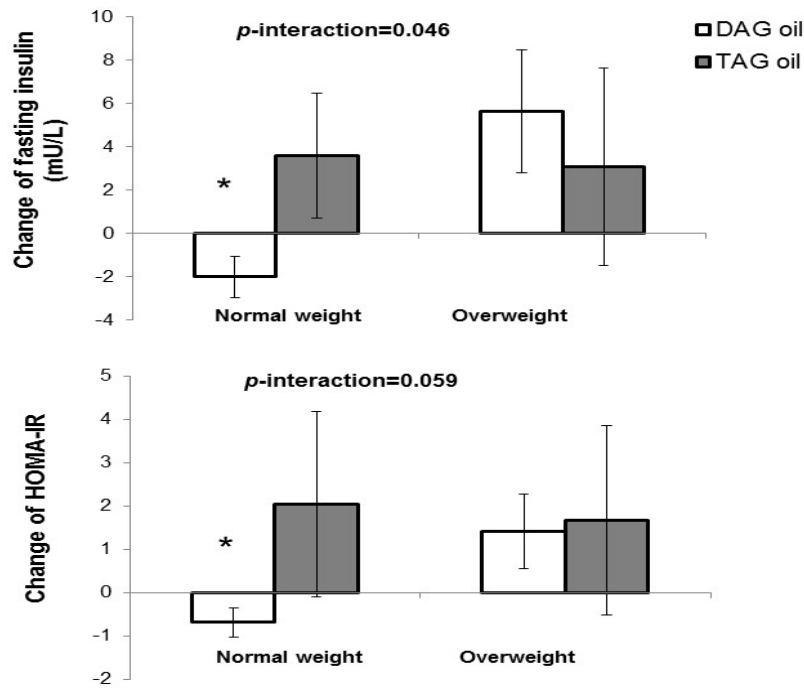 p-interaction=0.046
DAG oil
TAG oil
Change of fasting insulin
(mU/L)
10
8
6
4
2
0
-2
-4
*
Normal weight
Overweight
p-interaction=0.059
Change of HOMA-IR
5
4
3
2
1
0
-1
-2
*
Normal weight
Overweight